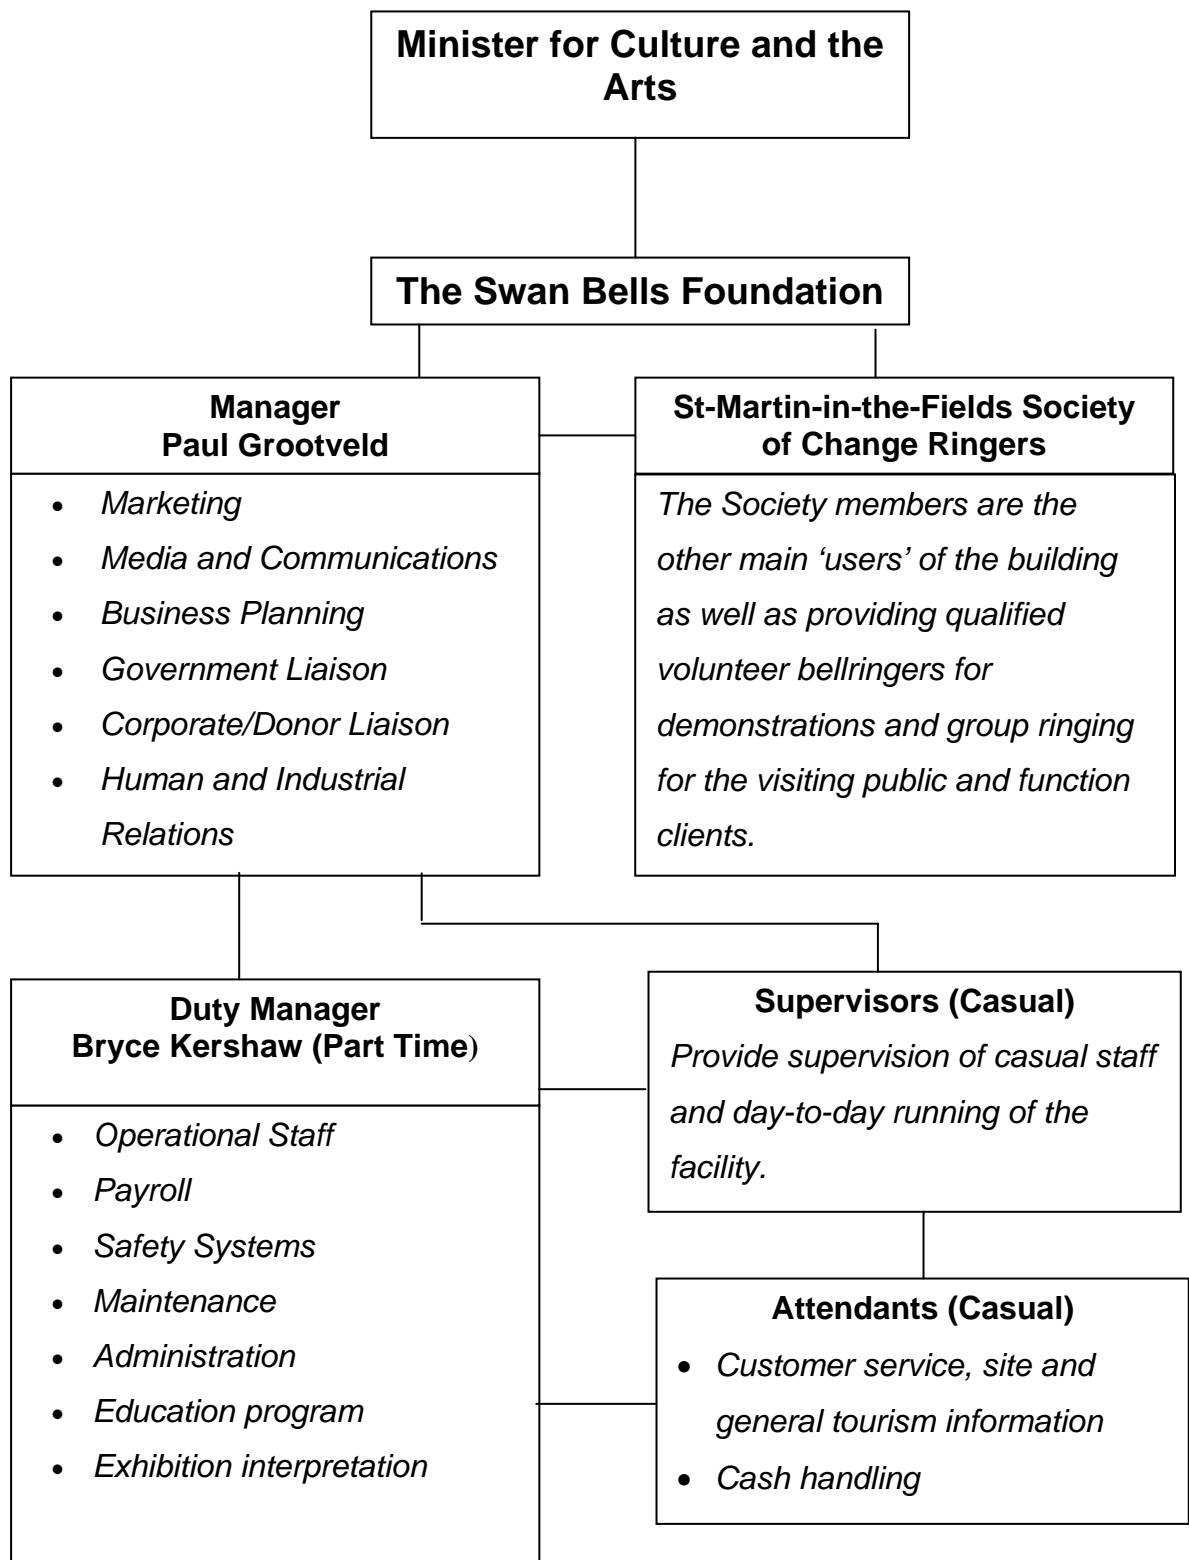 Minister for Culture and the
Arts
The Swan Bells Foundation
Manager
Paul Grootveld
• Marketing
• Media and Communications
• Business Planning
• Government Liaison
• Corporate/Donor Liaison
• Human and Industrial
Relations
St-Martin-in-the-Fields Society
of Change Ringers
The Society members are the
other main ‘users’ of the building
as well as providing qualified
volunteer bellringers for
demonstrations and group ringing
for the visiting public and function
clients.
Duty Manager
Bryce Kershaw (Part Time)
• Operational Staff
• Payroll
• Safety Systems
• Maintenance
• Administration
• Education program
• Exhibition interpretation
Supervisors (Casual)
Provide supervision of casual staff
and day-to-day running of the
facility.
Attendants (Casual)
• Customer service, site and
general tourism information
• Cash handling